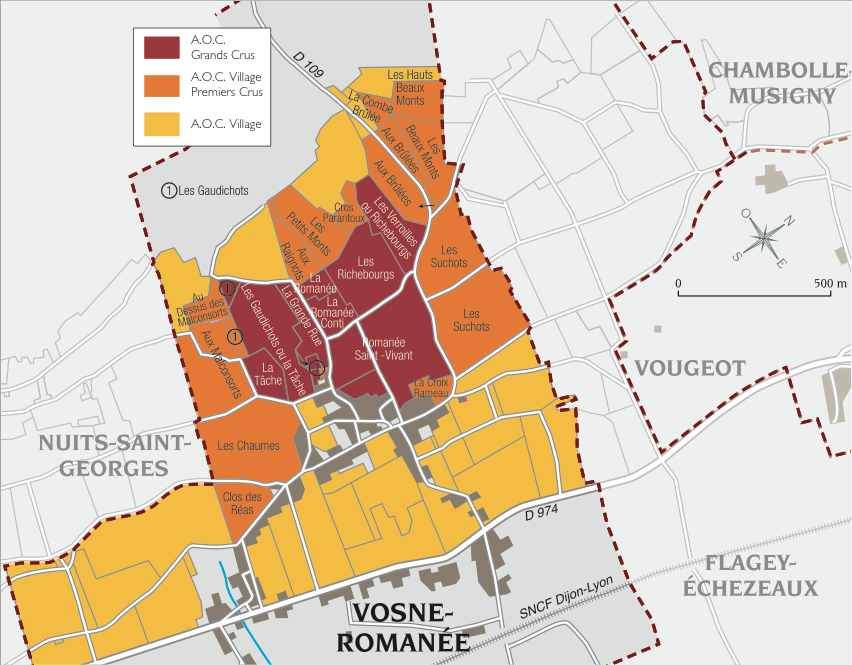 A.O.C.
Grands Crus
A.O.C. Village
Premiers Crus
A.O.C. Village
D 109
CHAMBOLLE-
MUSIGNY
Les Hauts
Beaux
Monts
La Combe
Brûlée
Aux Brûlées
Les
Beaux Monts
Aux Brûlées
1 Les Gaudichots
Cros
Parantoux
Les Verroilles
ou Richebourgs
Les
Petits Monts
Aux
Raignots
Les
Richebourgs
Les
Suchots
O
N
S
E
0
500 m
La
Romanée
La
Romanée
Conti
La Grande Rue
Les Gaudichots ou la Tâche
1
Au
Dessus des
Malconsorts
1
Aux Malconsorts
La
Tâche
1
Romanée
Saint -Vivant
Les
Suchots
La Croix
Rameau
VOUGEOT
NUITS-SAINT-
GEORGES
Les Chaumes
Clos des
Réas
D 974
FLAGEY-
ÉCHEZEAUX
SNCF Dijon-Lyon
VOSNE-
ROMANÉE